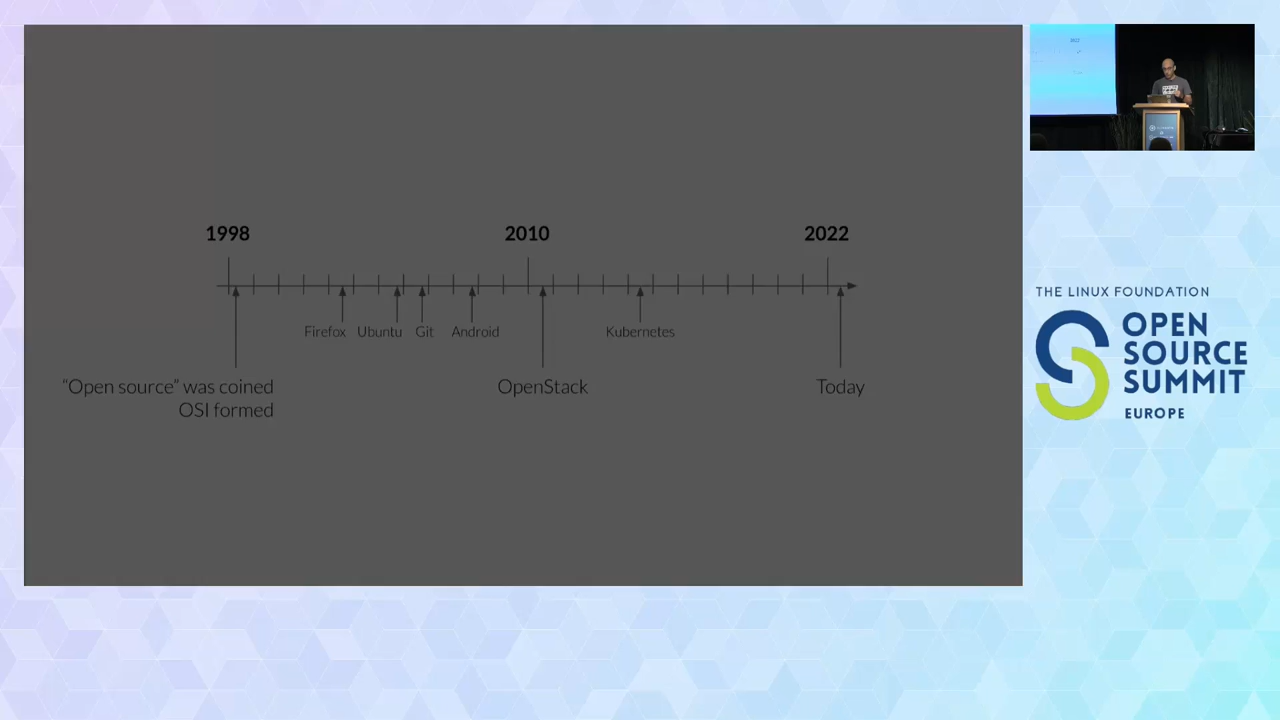 1998 2010 2022
Firefox Ubuntu Git Android Kubernetes
“Open source” was coined
OSI formed
OpenStack
Today
THE LINUX FOUNDATION
OPEN
SOURCE
SUMMIT
EUROPE